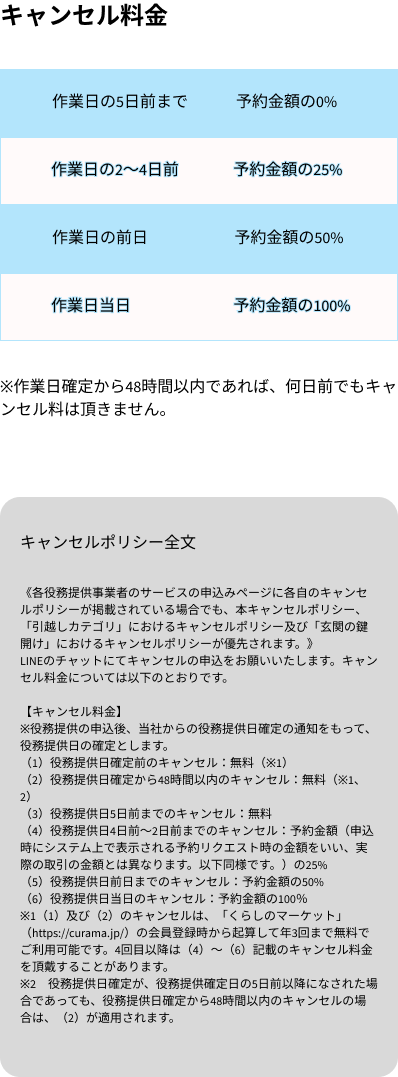 キャンセル料金
作業日の5日前まで 予約金額の0%
作業日の2〜4日前 予約金額の25%
作業日の前日 予約金額の50%
作業日当日 予約金額の100%
※作業日確定から48時間以内であれば、何日前でもキャ
ンセル料は頂きません。
キャンセルポリシー全文
《各役務提供事業者のサービスの申込みページに各自のキャンセ
ルポリシーが掲載されている場合でも、本キャンセルポリシー、
「引越しカテゴリ」におけるキャンセルポリシー及び「玄関の鍵
開け」におけるキャンセルポリシーが優先されます。》
LINEのチャットにてキャンセルの申込をお願いいたします。キャン
セル料金については以下のとおりです。
【キャンセル料金】
※役務提供の申込後、当社からの役務提供日確定の通知をもって、
役務提供日の確定とします。
（1）役務提供日確定前のキャンセル：無料（※1）
（2）役務提供日確定から48時間以内のキャンセル：無料（※1、
2）
（3）役務提供日5日前までのキャンセル：無料
（4）役務提供日4日前〜2日前までのキャンセル：予約金額（申込
時にシステム上で表示される予約リクエスト時の金額をいい、実
際の取引の金額とは異なります。以下同様です。）の25%
（5）役務提供日前日までのキャンセル：予約金額の50%
（6）役務提供日当日のキャンセル：予約金額の100%
※1（1）及び（2）のキャンセルは、「くらしのマーケット」
（https://curama.jp/）の会員登録時から起算して年3回まで無料で
ご利用可能です。4回目以降は（4）〜（6）記載のキャンセル料金
を頂戴することがあります。
※2　役務提供日確定が、役務提供確定日の5日前以降になされた場
合であっても、役務提供日確定から48時間以内のキャンセルの場
合は、（2）が適用されます。